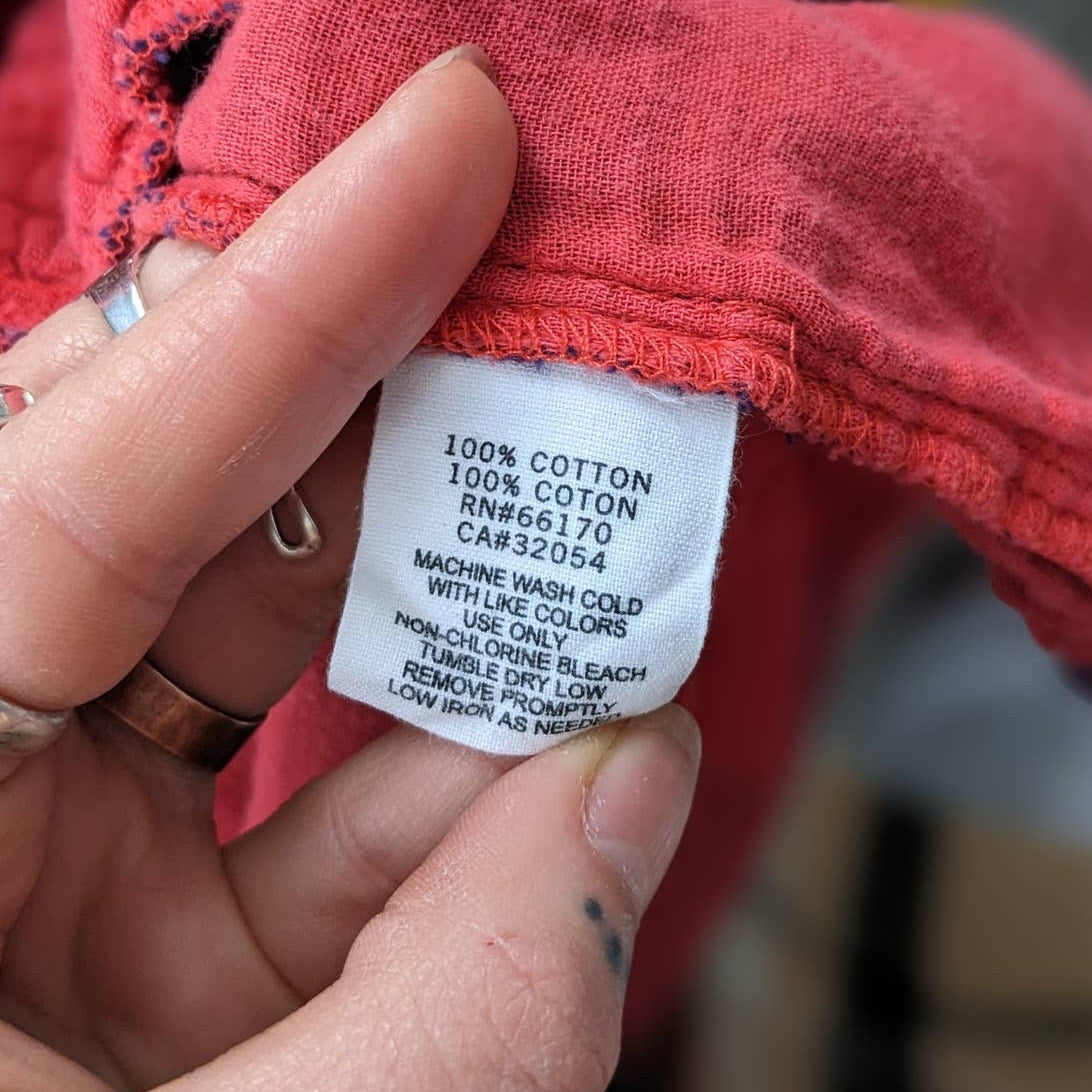 100% COTTON
100% COTON
RN#66170
CA#32054
MACHINE WASH COLD
WITH LIKE COLORS
USE ONLY
NON-CHLORINE BLEACH
TUMBLE DRY LOW
REMOVE PROMPTLY
LOW IRON AS NEEDED